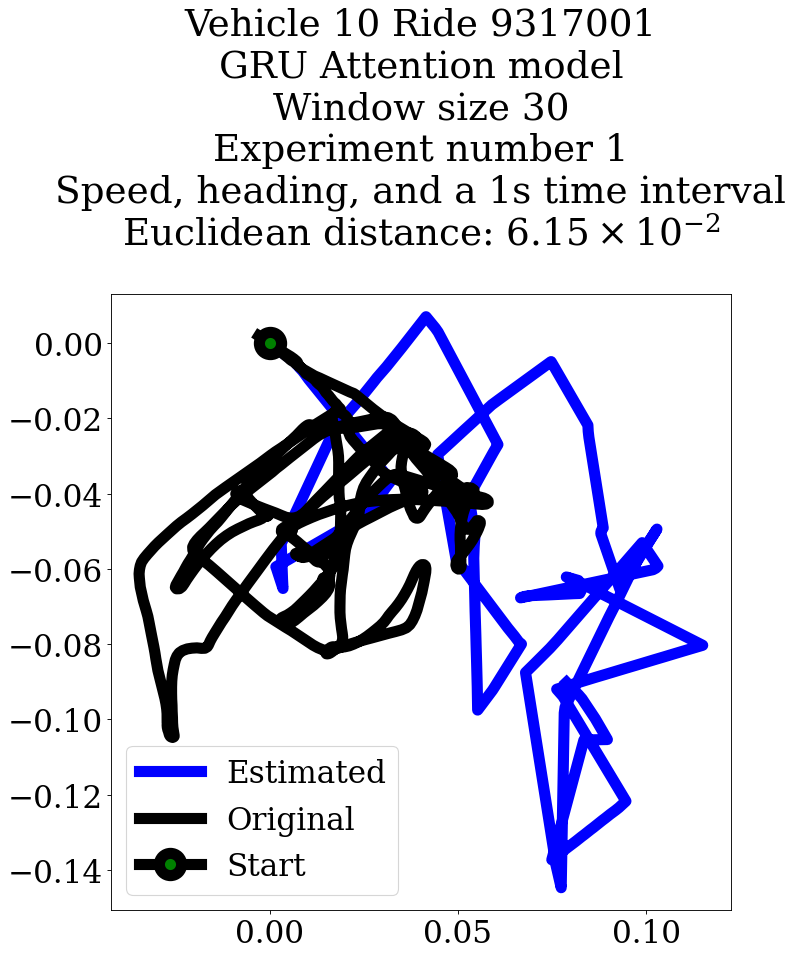 Vehicle 10 Ride 9317001
GRU Attention model
Window size 30
Experiment number 1
Speed, heading, and a 1s time interval
Euclidean distance: 6.15 × 10⁻²
0.00
−0.02
−0.04
−0.06
−0.08
−0.10
−0.12
−0.14
Estimated
Original
Start
0.00 0.05 0.10